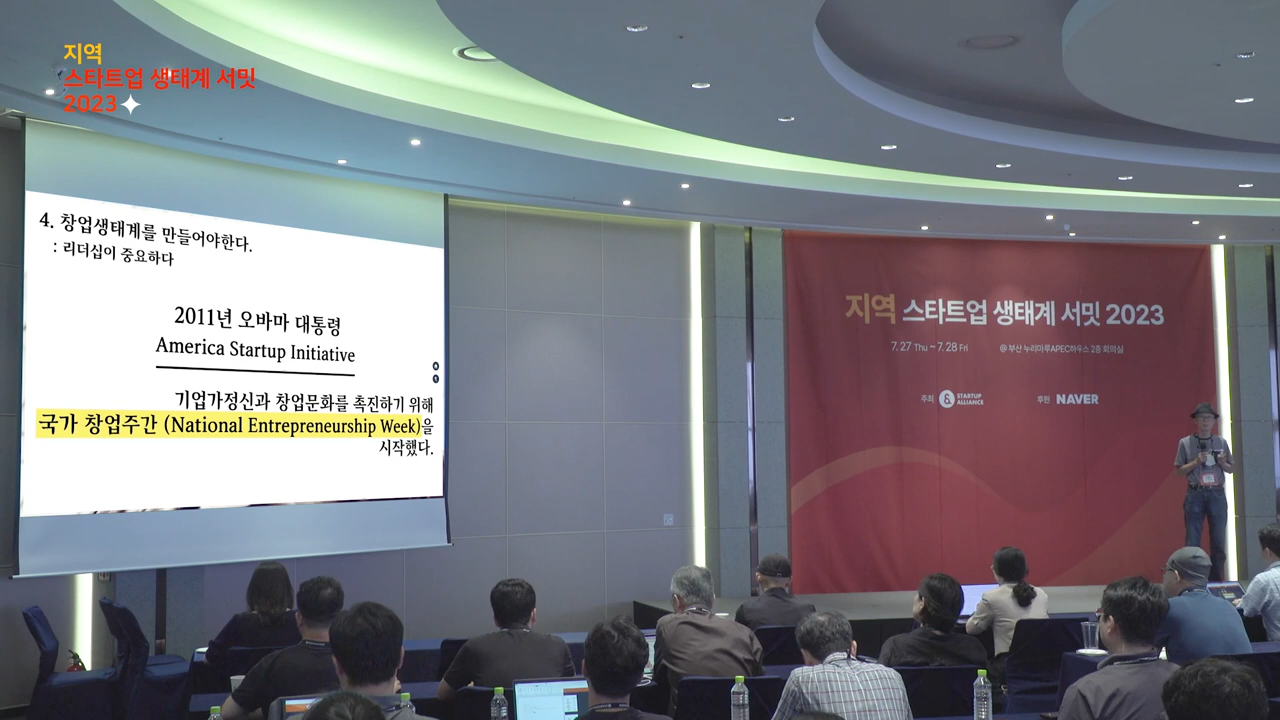 지역
스타트업 생태계 서밋
2023
4. 창업생태계를 만들어야한다.
: 리더십이 중요하다
2011년 오바마 대통령
America Startup Initiative
기업가정신과 창업문화를 촉진하기 위해
국가 창업주간 (National Entrepreneurship Week)을
시작했다.
지역 스타트업 생태계 서밋 2023
7. 27 Thu ~ 7. 28 Fri @ 부산 누리마루APEC하우스 2층 회의실
주최 & STARTUP ALLIANCE 후원 NAVER